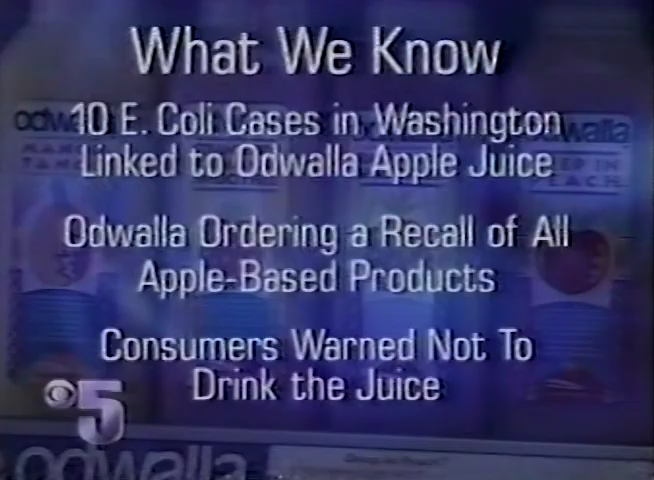 What We Know
10 E. Coli Cases in Washington
Linked to Odwalla Apple Juice
Odwalla Ordering a Recall of All
Apple-Based Products
Consumers Warned Not To
Drink the Juice
5
odwalla